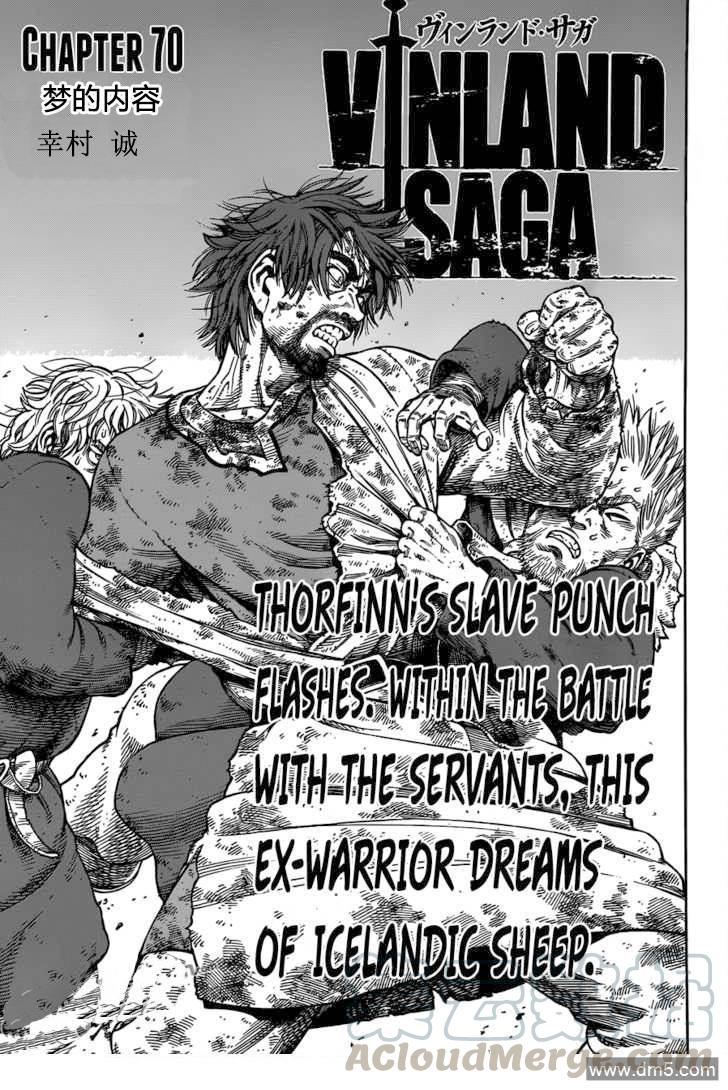 CHAPTER 70
梦的内容
幸村 诚
ヴィンランド・サガ
VINLAND
SAGA
THORFINN'S SLAVE PUNCH
FLASHES. WITHIN THE BATTLE
WITH THE SERVANTS, THIS
EX-WARRIOR DREAMS
OF ICELANDIC SHEEP.
AcloudMerge.com
www.dm5.com